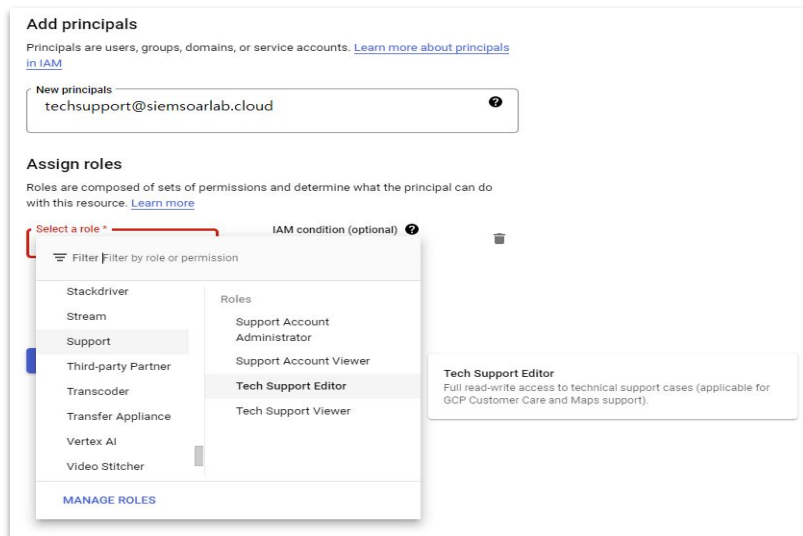 Add principals
Principals are users, groups, domains, or service accounts. Learn more about principals
in IAM
New principals
techsupport@siemsoarlab.cloud
Assign roles
Roles are composed of sets of permissions and determine what the principal can do
with this resource. Learn more
Select a role *
IAM condition (optional)
Filter Filter by role or permission
Stackdriver
Stream
Support
Third-party Partner
Transcoder
Transfer Appliance
Vertex AI
Video Stitcher
Roles
Support Account
Administrator
Support Account Viewer
Tech Support Editor
Tech Support Viewer
MANAGE ROLES
Tech Support Editor
Full read-write access to technical support cases (applicable for
GCP Customer Care and Maps support).